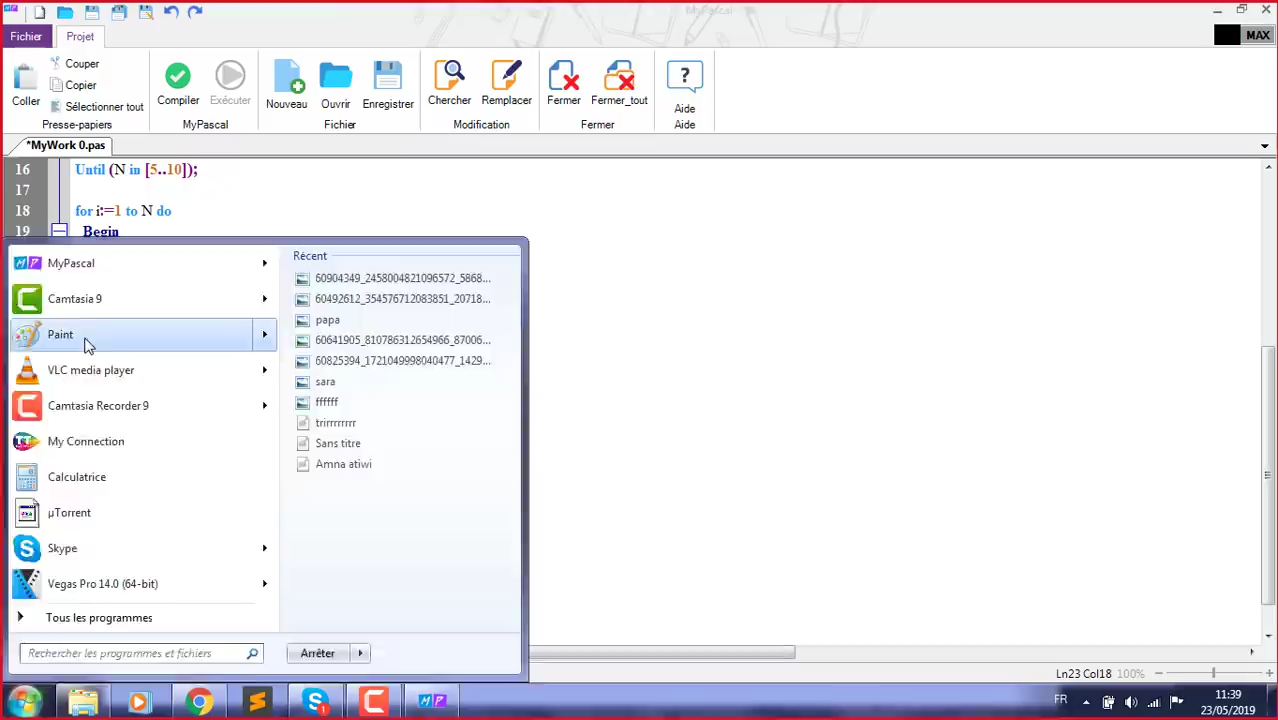 MyPascal
Fichier
Projet
MAX
Coller
Couper
Copier
Sélectionner tout
Presse-papiers
Compiler
Exécuter
MyPascal
Nouveau
Ouvrir
Enregistrer
Fichier
Chercher
Remplacer
Modification
Fermer
Fermer_tout
Fermer
Aide
Aide
*MyWork 0.pas
16 Until (N in [5..10]);
17
18 for i:=1 to N do
19 Begin
MyPascal
Camtasia 9
Paint
VLC media player
Camtasia Recorder 9
My Connection
Calculatrice
µTorrent
Skype
Vegas Pro 14.0 (64-bit)
Tous les programmes
Rechercher les programmes et fichiers
Récent
60904349_2458004821096572_5868...
60492612_354576712083851_20718...
papa
60641905_810786312654966_87006...
60825394_1721049998040477_1429...
sara
ffffff
trirrrrrrrr
Sans titre
Amna atiwi
Arrêter
Ln23 Col18 100%
FR
11:39
23/05/2019